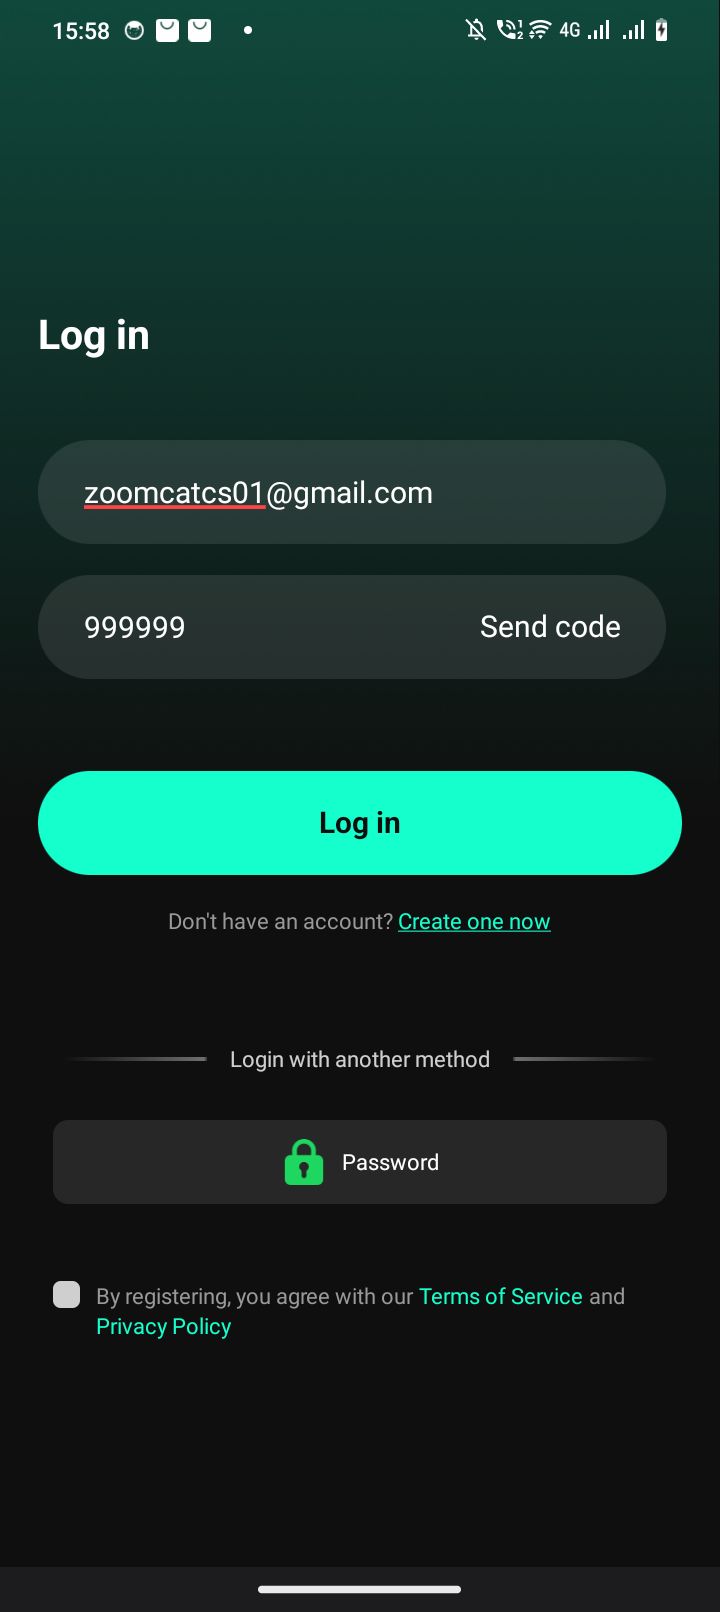 15:58
4G
Log in
zoomcatcs01@gmail.com
999999 Send code
Log in
Don't have an account? Create one now
Login with another method
Password
By registering, you agree with our Terms of Service and
Privacy Policy